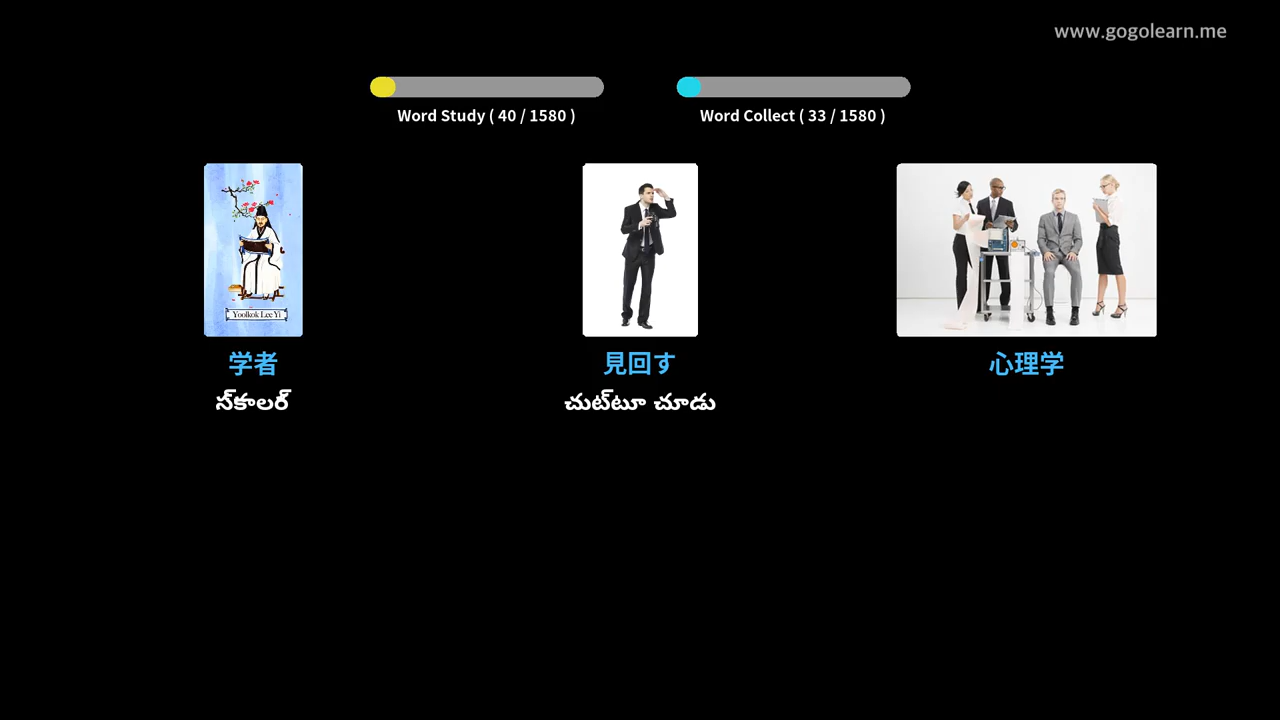 www.gogolearn.me
Word Study ( 40 / 1580 )
Word Collect ( 33 / 1580 )
Yoolkok Lee Yi
学者
見回す
心理学
స్‌కాలర్
చుట్‌టూ చూడు